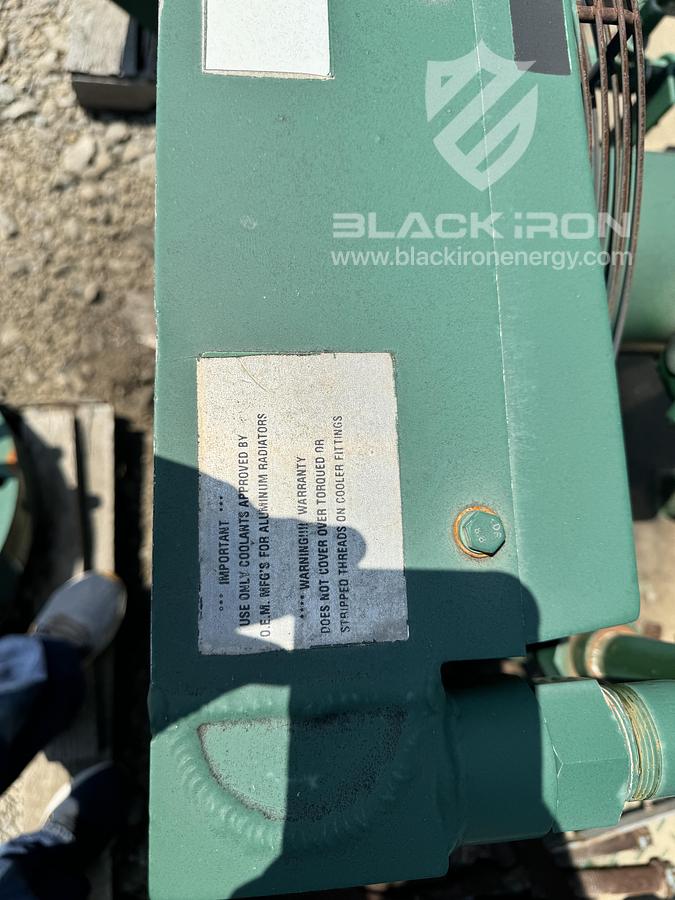 BLACK iRON
www.blackironenergy.com
*** IMPORTANT ***
USE ONLY COOLANTS APPROVED BY
O.E.M. MFG'S FOR ALUMINUM RADIATORS
**** WARNING!!!! WARRANTY
DOES NOT COVER OVER TORQUED OR
STRIPPED THREADS ON COOLER FITTINGS